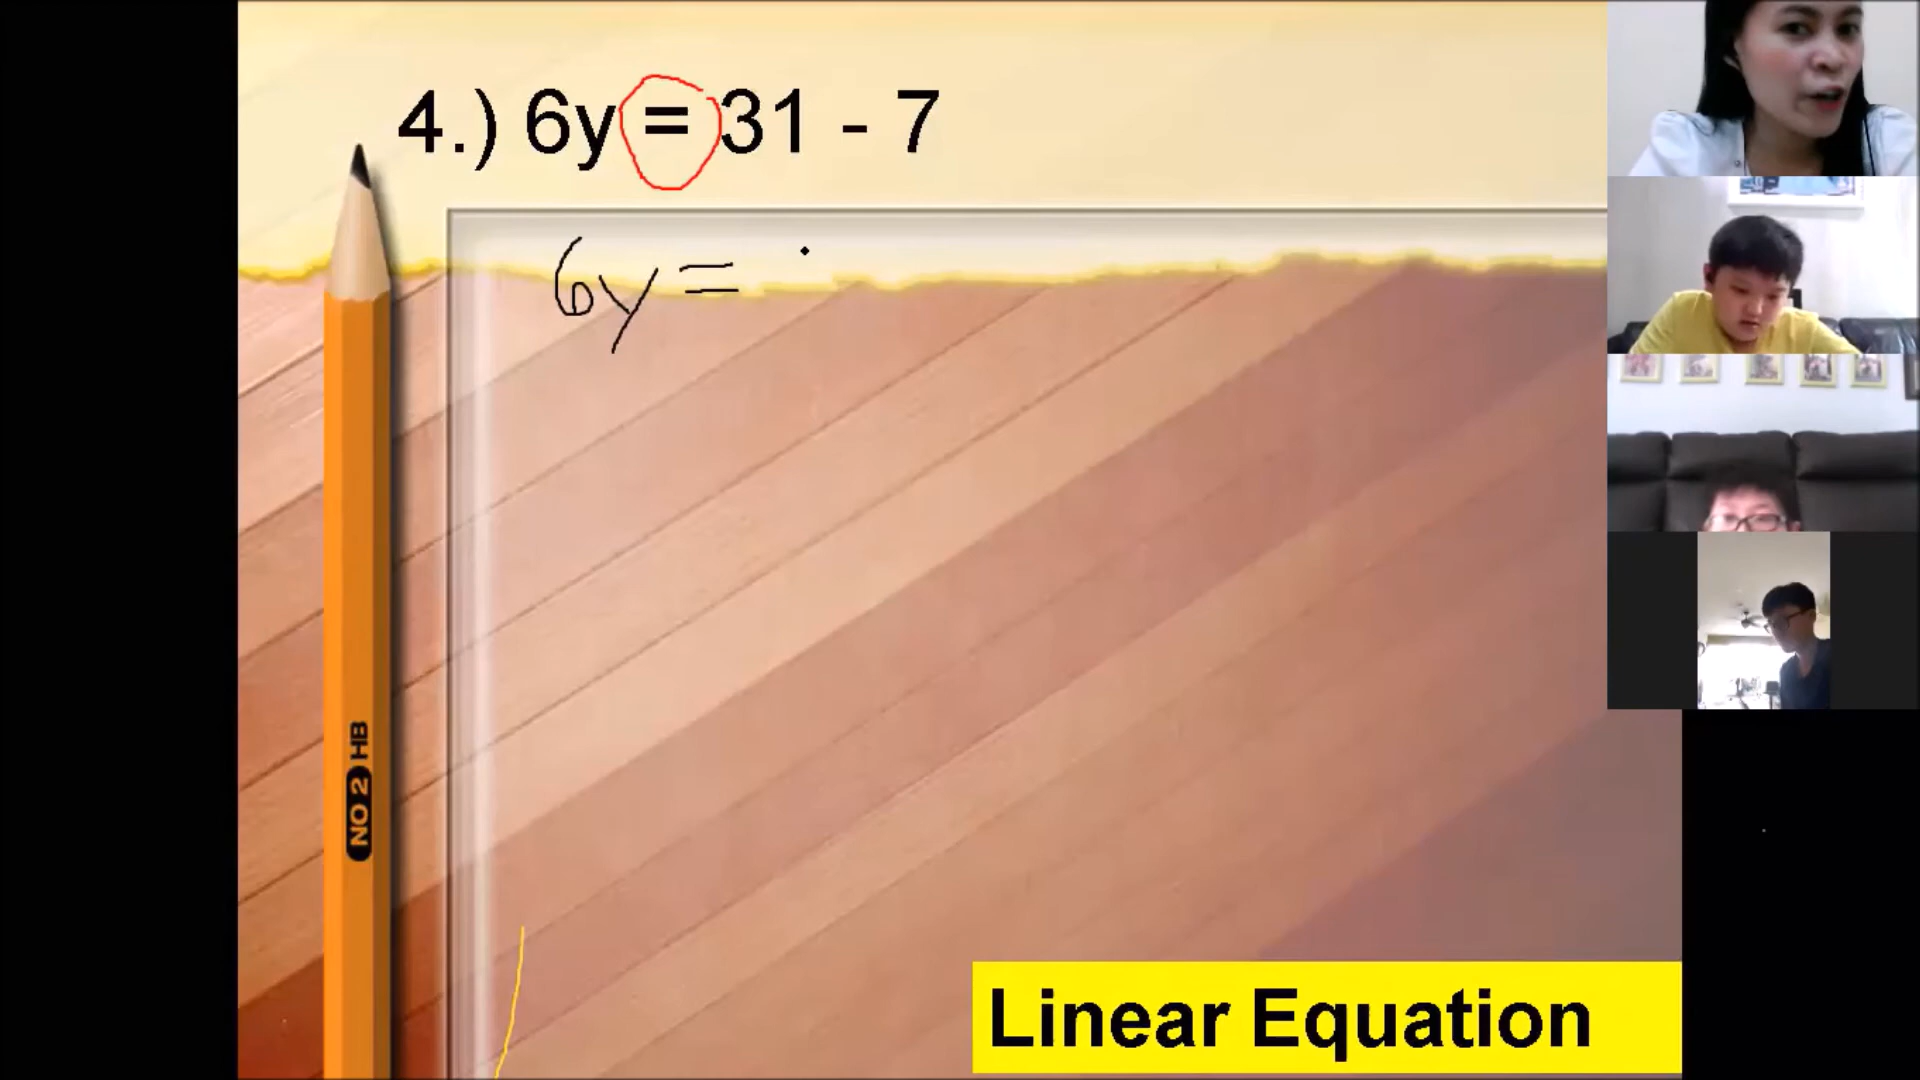 4.) 6y = 31 - 7
6y =
NO 2 HB
Linear Equation